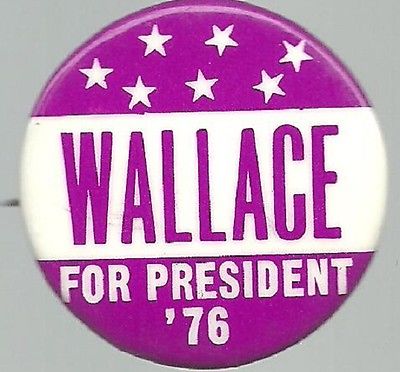 WALLACE
FOR PRESIDENT
'76